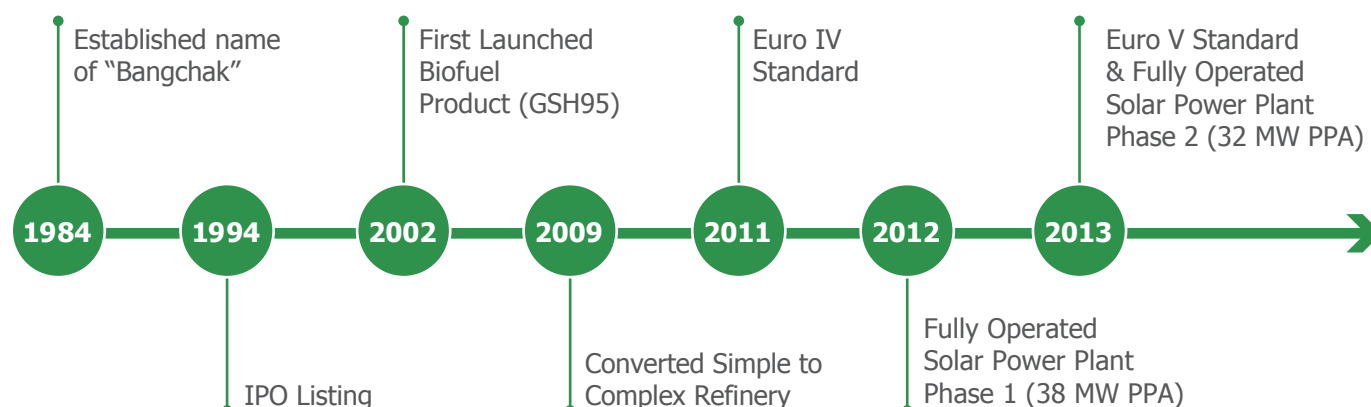 Established name
of “Bangchak”
First Launched
Biofuel
Product (GSH95)
Euro IV
Standard
Euro V Standard
& Fully Operated
Solar Power Plant
Phase 2 (32 MW PPA)
1984
1994
2002
2009
2011
2012
2013
IPO Listing
Converted Simple to
Complex Refinery
Fully Operated
Solar Power Plant
Phase 1 (38 MW PPA)